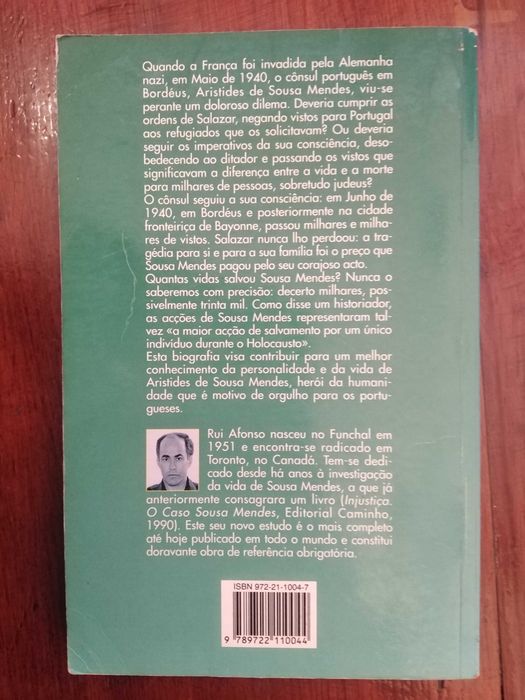 Quando a França foi invadida pela Alemanha
nazi, em Maio de 1940, o cônsul português em
Bordéus, Aristides de Sousa Mendes, viu-se
perante um doloroso dilema. Deveria cumprir as
ordens de Salazar, negando vistos para Portugal
aos refugiados que os solicitavam? Ou deveria
seguir os imperativos da sua consciência, deso-
bedecendo ao ditador e passando os vistos que
significavam a diferença entre a vida e a morte
para milhares de pessoas, sobretudo judeus?
O cônsul seguiu a sua consciência: em Junho de
1940, em Bordéus e posteriormente na cidade
fronteiriça de Bayonne, passou milhares e milha-
res de vistos. Salazar nunca lho perdoou: a tra-
gédia para si e para a sua família foi o preço que
Sousa Mendes pagou pelo seu corajoso acto.
Quantas vidas salvou Sousa Mendes? Nunca o
saberemos com precisão: decerto milhares, pos-
sivelmente trinta mil. Como disse um historiador,
as acções de Sousa Mendes representaram tal-
vez «a maior acção de salvamento por um único
indivíduo durante o Holocausto».
Esta biografia visa contribuir para um melhor
conhecimento da personalidade e da vida de
Aristides de Sousa Mendes, herói da humani-
dade que é motivo de orgulho para os portu-
gueses.
Rui Afonso nasceu no Funchal em
1951 e encontra-se radicado em
Toronto, no Canadá. Tem-se dedi-
cado desde há anos à investigação
da vida de Sousa Mendes, a que já
anteriormente consagrara um livro (Injustiça.
O Caso Sousa Mendes, Editorial Caminho,
1990). Este seu novo estudo é o mais completo
até hoje publicado em todo o mundo e constitui
doravante obra de referência obrigatória.
ISBN 972-21-1004-7
9 789722 110044